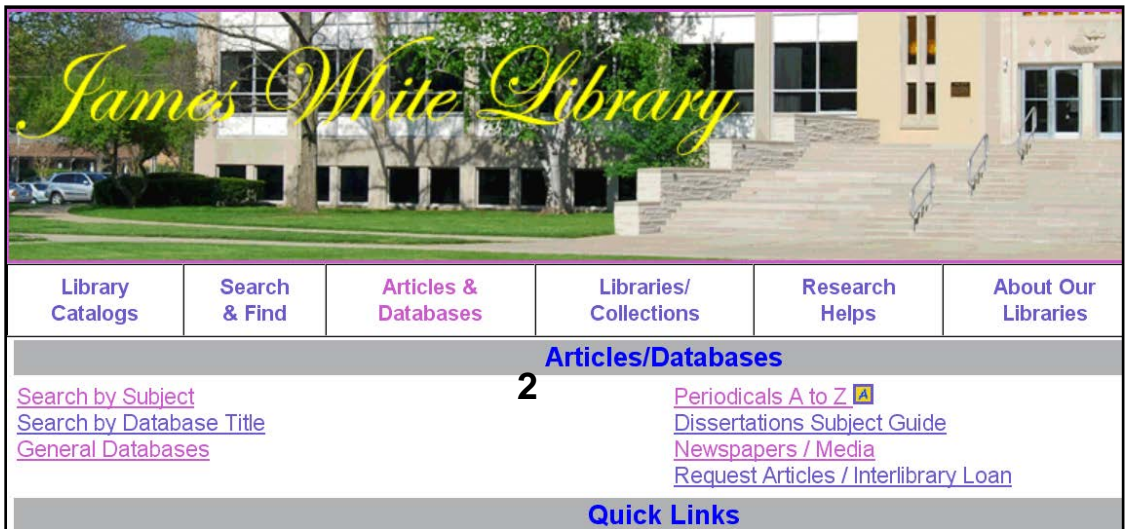 James White Library
Library Catalogs
Search & Find
Articles & Databases
Libraries/ Collections
Research Helps
About Our Libraries
Articles/Databases
2
Search by Subject
Search by Database Title
General Databases
Periodicals A to Z A
Dissertations Subject Guide
Newspapers / Media
Request Articles / Interlibrary Loan
Quick Links